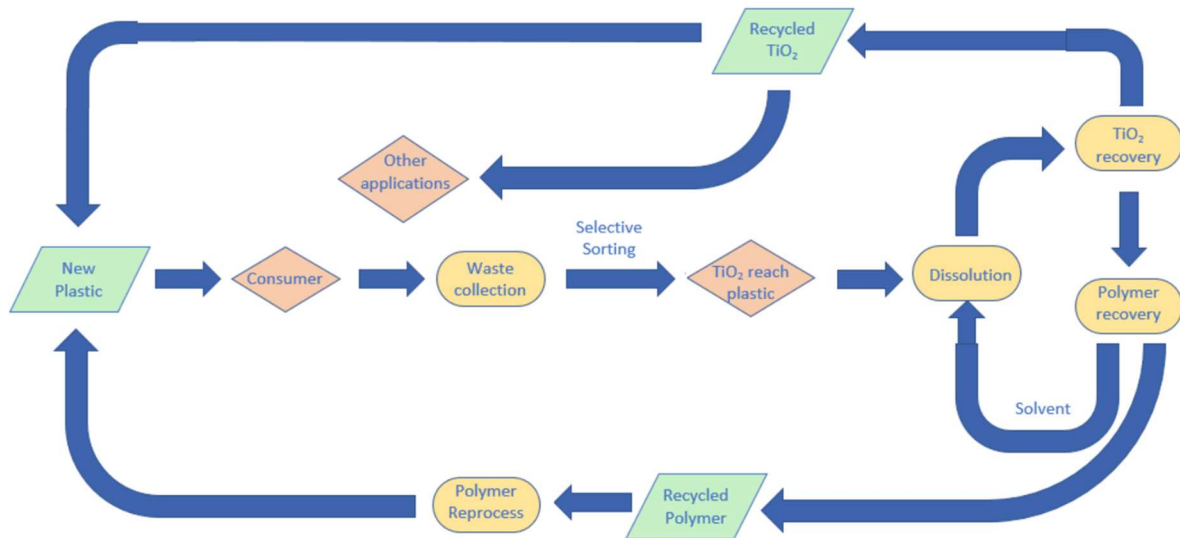 Recycled
TiO₂
TiO₂
recovery
Other
applications
Selective
Sorting
New
Plastic
Consumer
Waste
collection
TiO₂ reach
plastic
Dissolution
Polymer
recovery
Solvent
Polymer
Reprocess
Recycled
Polymer